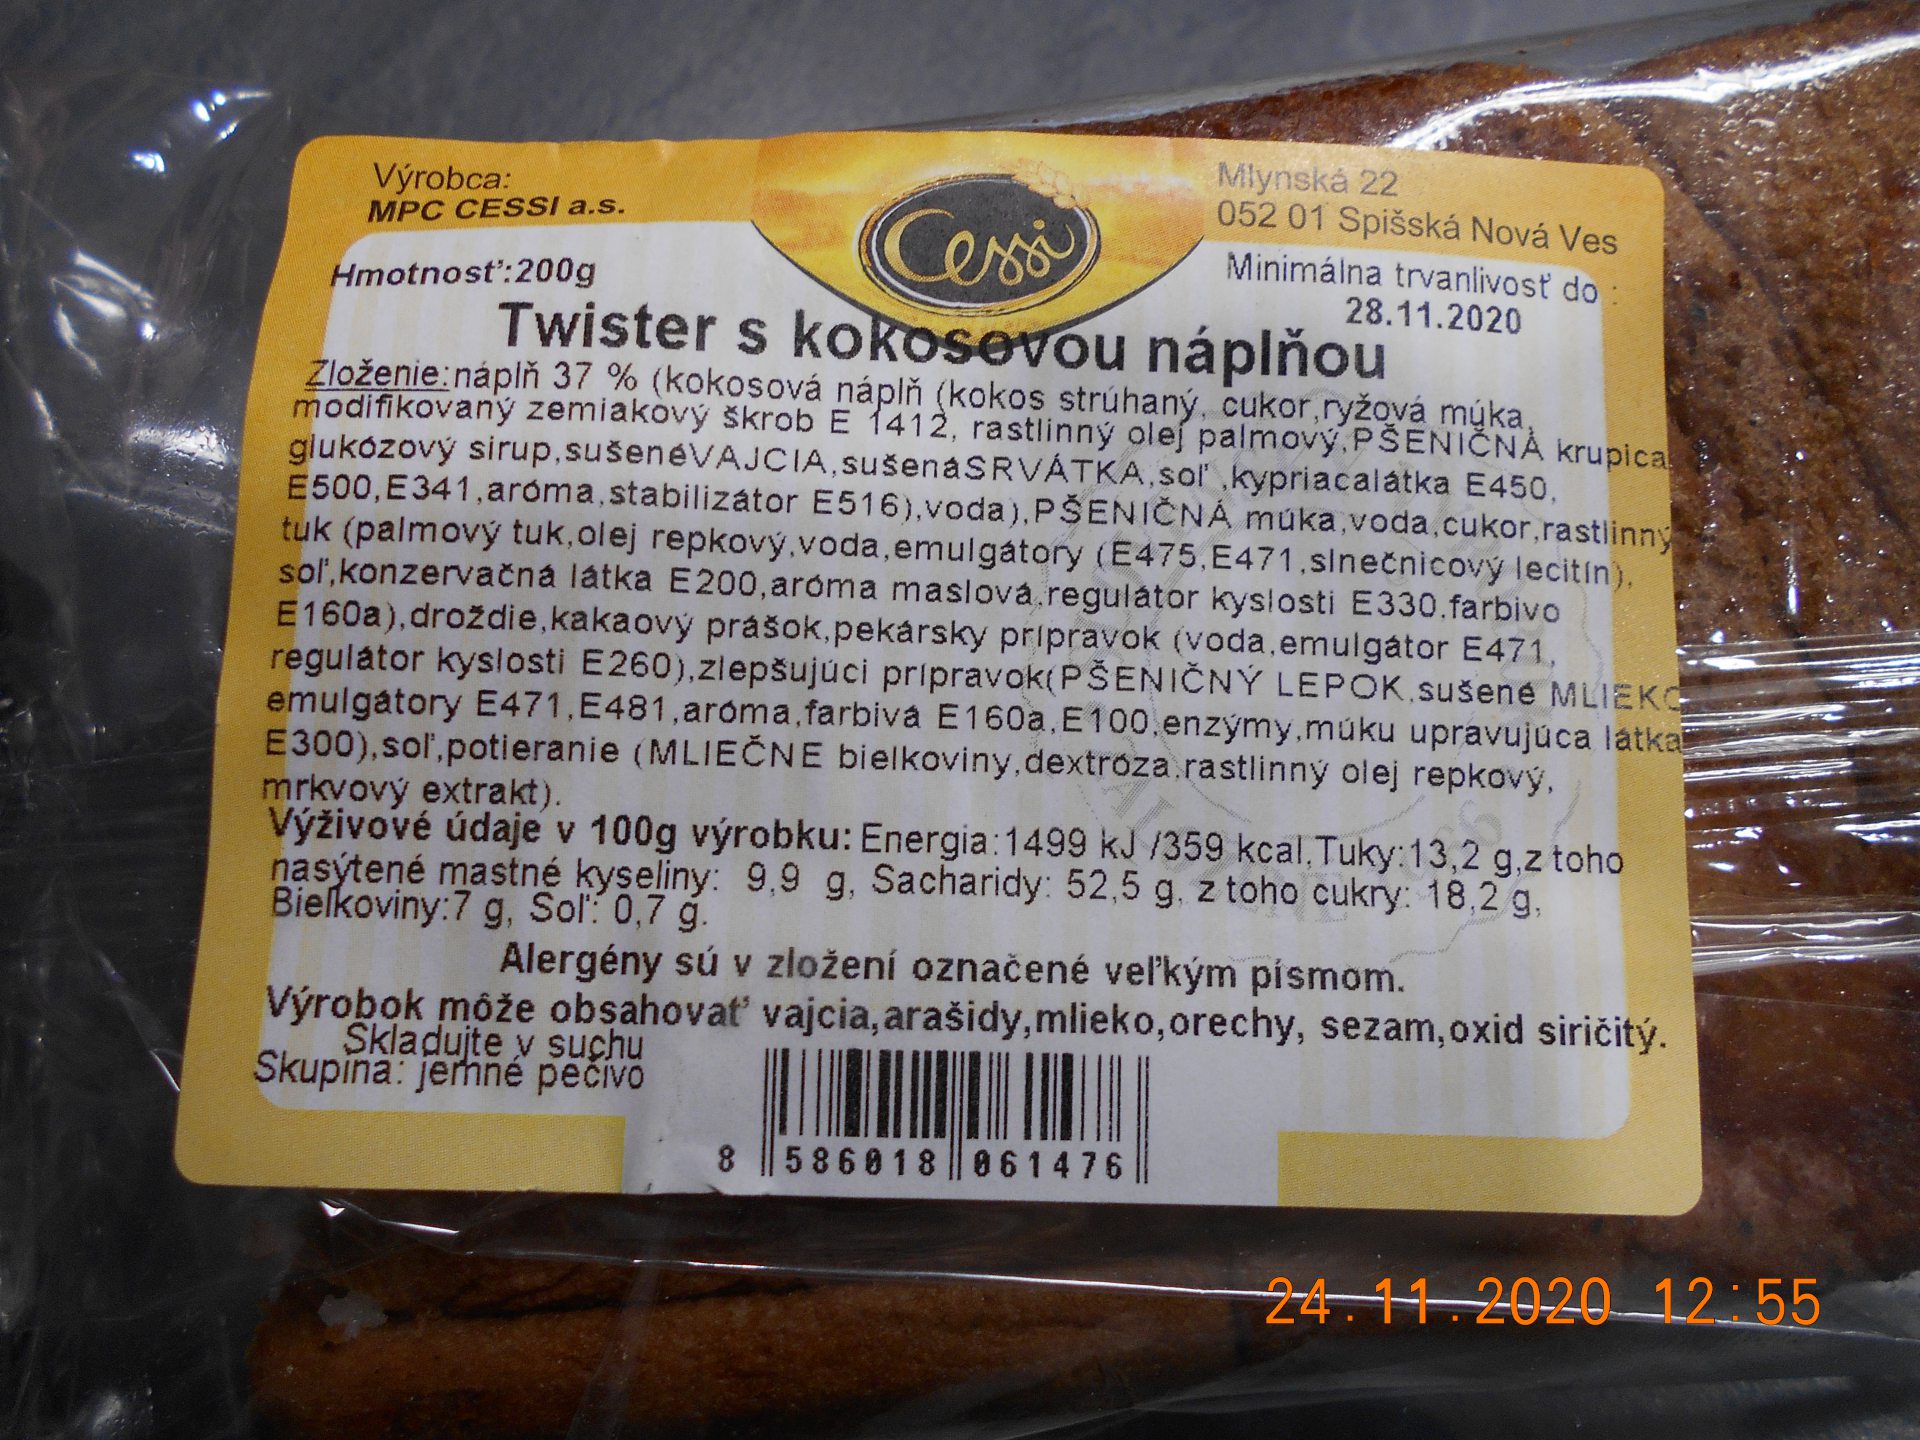 Výrobca:
MPC CESSI a.s.
Cessi
Mlynská 22
052 01 Spišská Nová Ves
Hmotnosť:200g
Minimálna trvanlivosť do :
28.11.2020
Twister s kokosovou náplňou
Zloženie:náplň 37 % (kokosová náplň (kokos strúhaný, cukor,ryžová múka,
modifikovaný zemiakový škrob E 1412, rastlinný olej palmový,PŠENIČNÁ krupica
glukózový sirup,sušenéVAJCIA,sušenáSRVÁTKA,soľ ,kypriacalátka E450,
E500,E341,aróma,stabilizátor E516),voda),PŠENIČNÁ múka,voda,cukor,rastlinný
tuk (palmový tuk,olej repkový,voda,emulgátory (E475,E471,slnečnicový lecitín),
soľ,konzervačná látka E200,aróma maslová,regulátor kyslosti E330,farbivo
E160a),droždie,kakaový prášok,pekársky prípravok (voda,emulgátor E471,
regulátor kyslosti E260),zlepšujúci prípravok(PŠENIČNÝ LEPOK,sušené MLIEKO
emulgátory E471,E481,aróma,farbivá E160a,E100,enzýmy,múku upravujúca látka
E300),soľ,potieranie (MLIEČNE bielkoviny,dextróza,rastlinný olej repkový,
mrkvový extrakt).
Výživové údaje v 100g výrobku: Energia:1499 kJ /359 kcal,Tuky:13,2 g,z toho
nasýtené mastné kyseliny: 9,9 g, Sacharidy: 52,5 g, z toho cukry: 18,2 g,
Bielkoviny:7 g, Soľ: 0,7 g.
Alergény sú v zložení označené veľkým písmom.
Výrobok môže obsahovať vajcia,arašidy,mlieko,orechy, sezam,oxid siričitý.
Skladujte v suchu
Skupina: jemné pečivo
8 586018 061476
24.11.2020 12:55